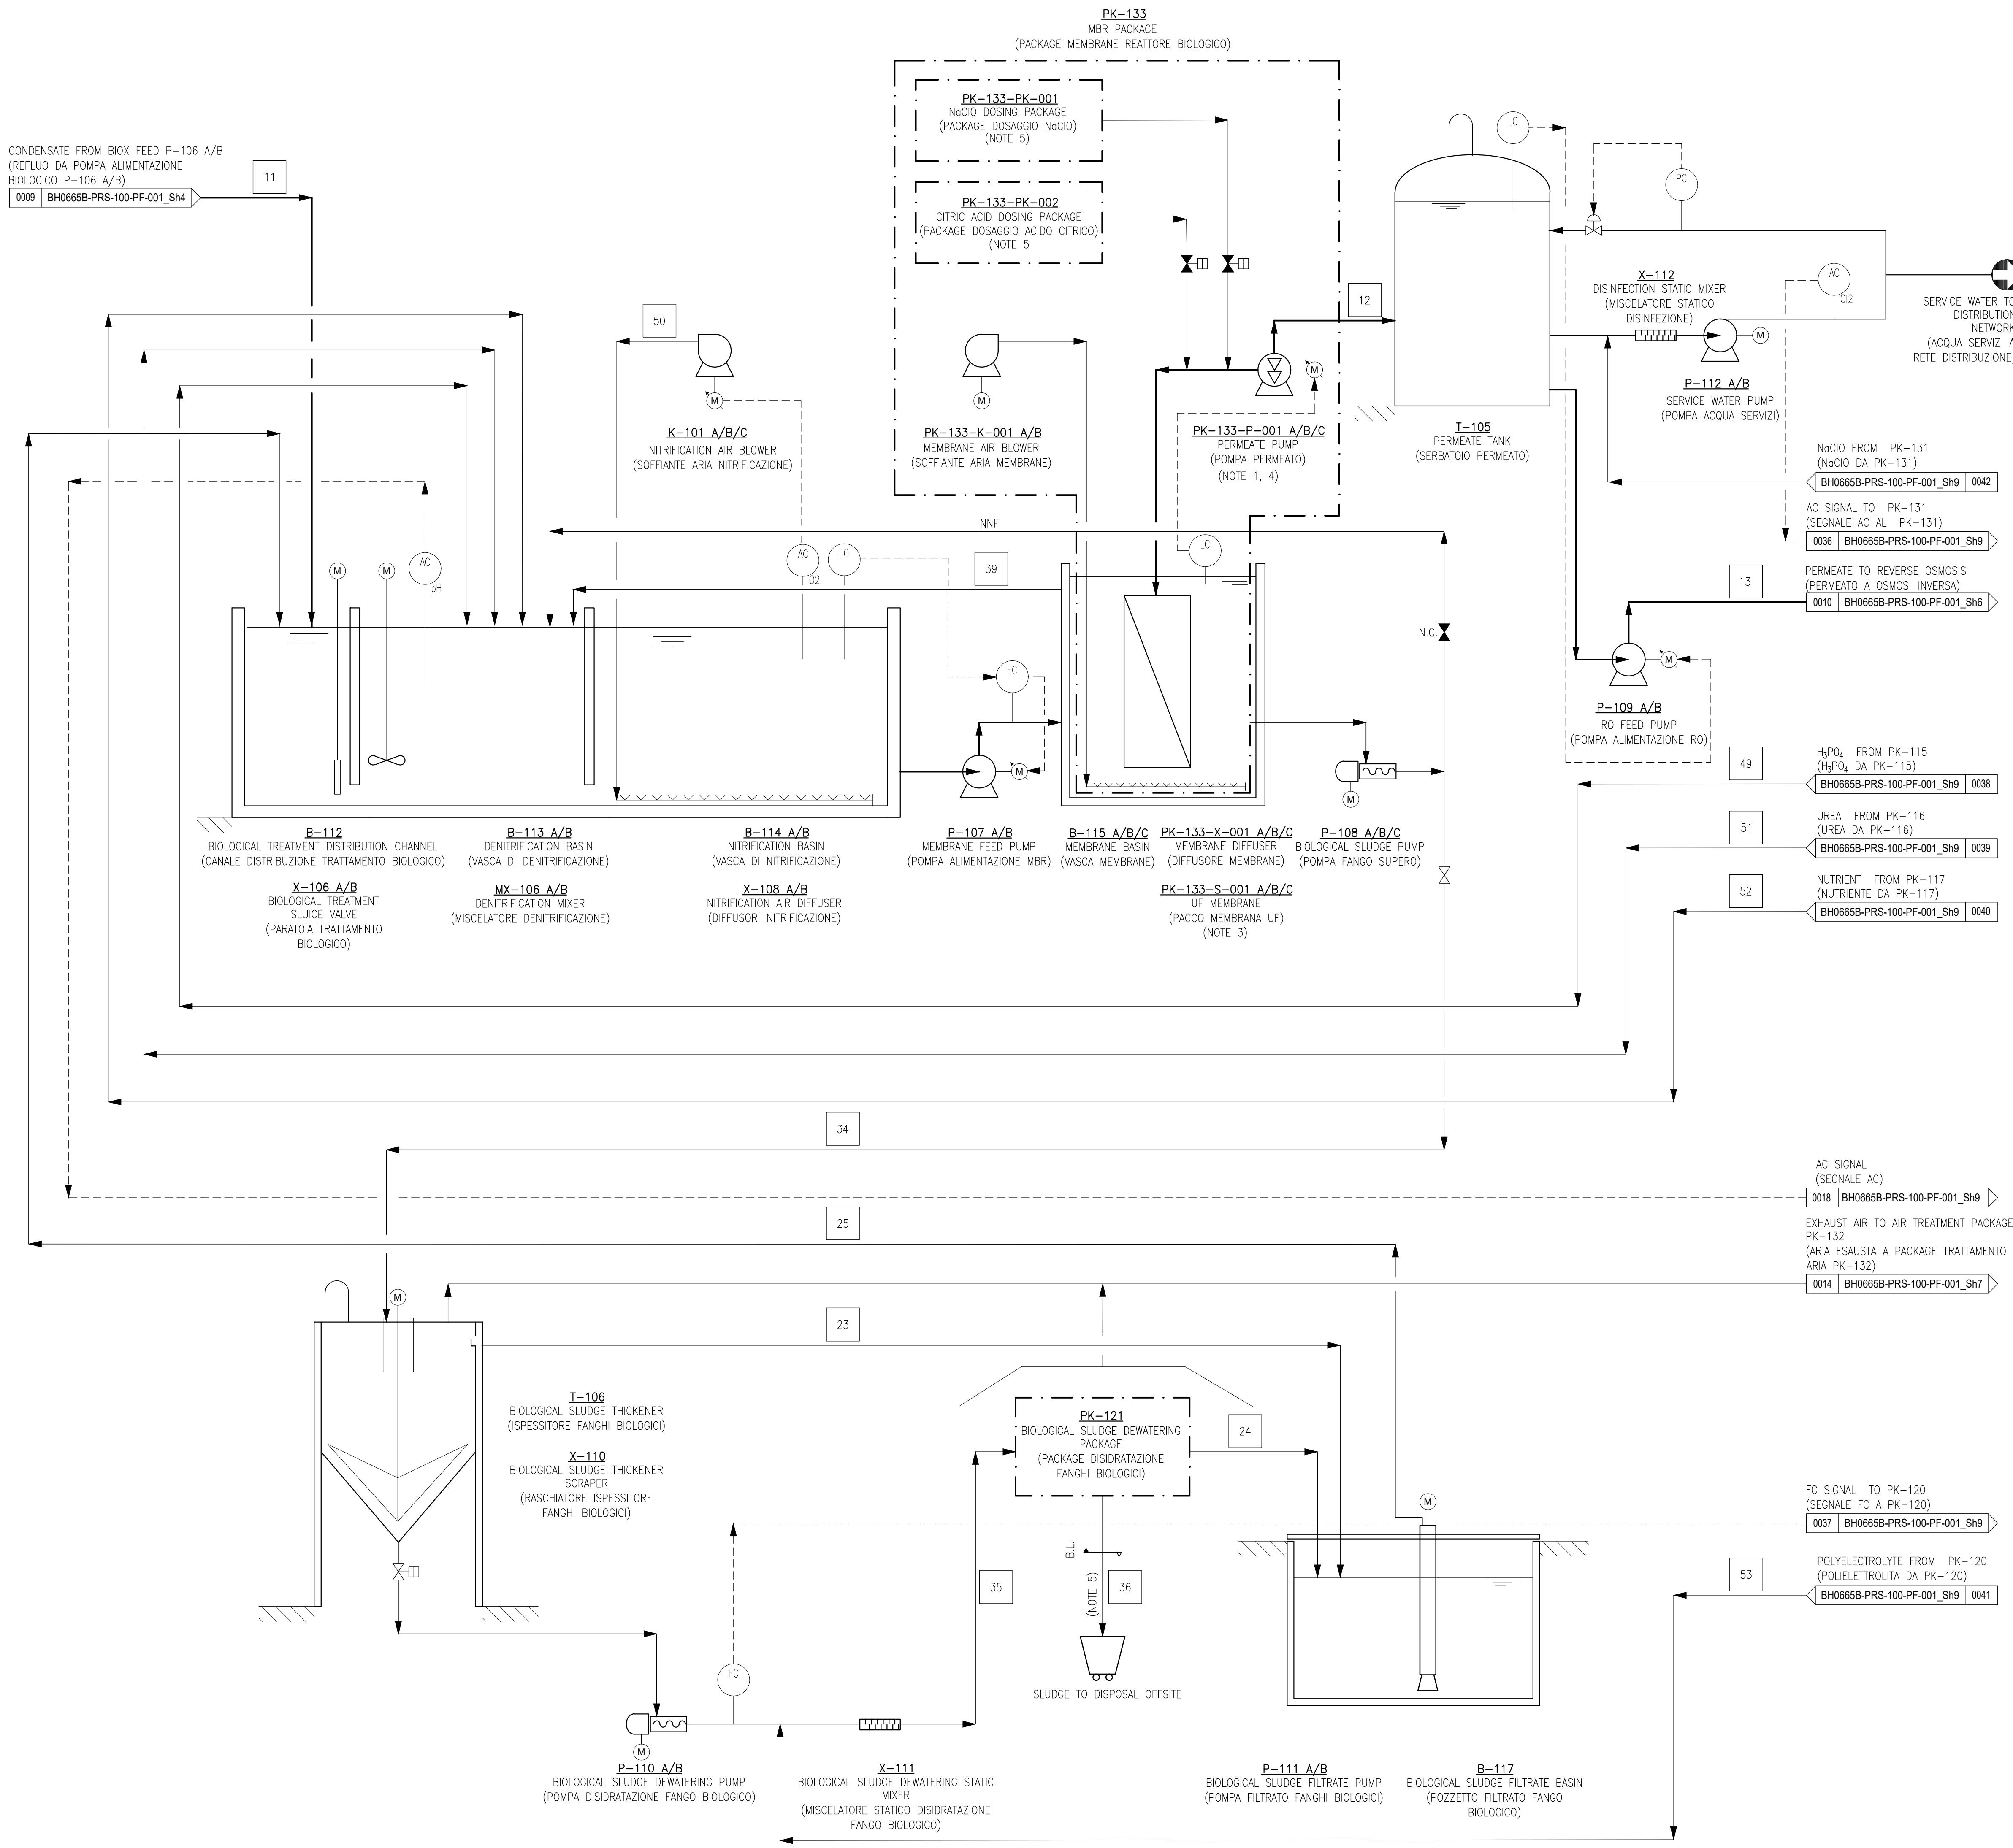 PK-133
MBR PACKAGE
(PACKAGE MEMBRANE REATTORE BIOLOGICO)
PK-133-PK-001
NaClO DOSING PACKAGE
(PACKAGE DOSAGGIO NaClO)
(NOTE 5)
PK-133-PK-002
CITRIC ACID DOSING PACKAGE
(PACKAGE DOSAGGIO ACIDO CITRICO)
(NOTE 5
CONDENSATE FROM BIOX FEED P-106 A/B
(REFLUO DA POMPA ALIMENTAZIONE
BIOLOGICO P-106 A/B)
0009 BH0665B-PRS-100-PF-001_Sh4
11
50
12
LC
PC
AC
Cl2
M
M
M
M
X-112
DISINFECTION STATIC MIXER
(MISCELATORE STATICO
DISINFEZIONE)
SERVICE WATER TO
DISTRIBUTION
NETWORK
(ACQUA SERVIZI A
RETE DISTRIBUZIONE)
P-112 A/B
SERVICE WATER PUMP
(POMPA ACQUA SERVIZI)
K-101 A/B/C
NITRIFICATION AIR BLOWER
(SOFFIANTE ARIA NITRIFICAZIONE)
PK-133-K-001 A/B
MEMBRANE AIR BLOWER
(SOFFIANTE ARIA MEMBRANE)
PK-133-P-001 A/B/C
PERMEATE PUMP
(POMPA PERMEATO)
(NOTE 1, 4)
T-105
PERMEATE TANK
(SERBATOIO PERMEATO)
NaClO FROM PK-131
(NaClO DA PK-131)
BH0665B-PRS-100-PF-001_Sh9 0042
AC SIGNAL TO PK-131
(SEGNALE AC AL PK-131)
0036 BH0665B-PRS-100-PF-001_Sh9
13
PERMEATE TO REVERSE OSMOSIS
(PERMEATO A OSMOSI INVERSA)
0010 BH0665B-PRS-100-PF-001_Sh6
NNF
39
M
M
AC
pH
AC
O2
LC
LC
FC
M
N.C.
M
M
P-109 A/B
RO FEED PUMP
(POMPA ALIMENTAZIONE RO)
B-112
BIOLOGICAL TREATMENT DISTRIBUTION CHANNEL
(CANALE DISTRIBUZIONE TRATTAMENTO BIOLOGICO)
X-106 A/B
BIOLOGICAL TREATMENT
SLUICE VALVE
(PARATOIA TRATTAMENTO
BIOLOGICO)
B-113 A/B
DENITRIFICATION BASIN
(VASCA DI DENITRIFICAZIONE)
MX-106 A/B
DENITRIFICATION MIXER
(MISCELATORE DENITRIFICAZIONE)
B-114 A/B
NITRIFICATION BASIN
(VASCA DI NITRIFICAZIONE)
X-108 A/B
NITRIFICATION AIR DIFFUSER
(DIFFUSORI NITRIFICAZIONE)
P-107 A/B
MEMBRANE FEED PUMP
(POMPA ALIMENTAZIONE MBR)
B-115 A/B/C
MEMBRANE BASIN
(VASCA MEMBRANE)
PK-133-X-001 A/B/C
MEMBRANE DIFFUSER
(DIFFUSORE MEMBRANE)
PK-133-S-001 A/B/C
UF MEMBRANE
(PACCO MEMBRANA UF)
(NOTE 3)
P-108 A/B/C
BIOLOGICAL SLUDGE PUMP
(POMPA FANGO SUPERO)
49
H3PO4 FROM PK-115
(H3PO4 DA PK-115)
BH0665B-PRS-100-PF-001_Sh9 0038
51
UREA FROM PK-116
(UREA DA PK-116)
BH0665B-PRS-100-PF-001_Sh9 0039
52
NUTRIENT FROM PK-117
(NUTRIENTE DA PK-117)
BH0665B-PRS-100-PF-001_Sh9 0040
34
AC SIGNAL
(SEGNALE AC)
0018 BH0665B-PRS-100-PF-001_Sh9
25
EXHAUST AIR TO AIR TREATMENT PACKAGE
PK-132
(ARIA ESAUSTA A PACKAGE TRATTAMENTO
ARIA PK-132)
0014 BH0665B-PRS-100-PF-001_Sh7
M
23
T-106
BIOLOGICAL SLUDGE THICKENER
(ISPESSITORE FANGHI BIOLOGICI)
X-110
BIOLOGICAL SLUDGE THICKENER
SCRAPER
(RASCHIATORE ISPESSITORE
FANGHI BIOLOGICI)
PK-121
BIOLOGICAL SLUDGE DEWATERING
PACKAGE
(PACKAGE DISIDRATAZIONE
FANGHI BIOLOGICI)
24
M
B.L.
(NOTE 5)
35
36
SLUDGE TO DISPOSAL OFFSITE
FC SIGNAL TO PK-120
(SEGNALE FC A PK-120)
0037 BH0665B-PRS-100-PF-001_Sh9
53
POLYELECTROLYTE FROM PK-120
(POLIELETTROLITA DA PK-120)
BH0665B-PRS-100-PF-001_Sh9 0041
FC
M
P-110 A/B
BIOLOGICAL SLUDGE DEWATERING PUMP
(POMPA DISIDRATAZIONE FANGO BIOLOGICO)
X-111
BIOLOGICAL SLUDGE DEWATERING STATIC
MIXER
(MISCELATORE STATICO DISIDRATAZIONE
FANGO BIOLOGICO)
P-111 A/B
BIOLOGICAL SLUDGE FILTRATE PUMP
(POMPA FILTRATO FANGHI BIOLOGICI)
B-117
BIOLOGICAL SLUDGE FILTRATE BASIN
(POZZETTO FILTRATO FANGO
BIOLOGICO)